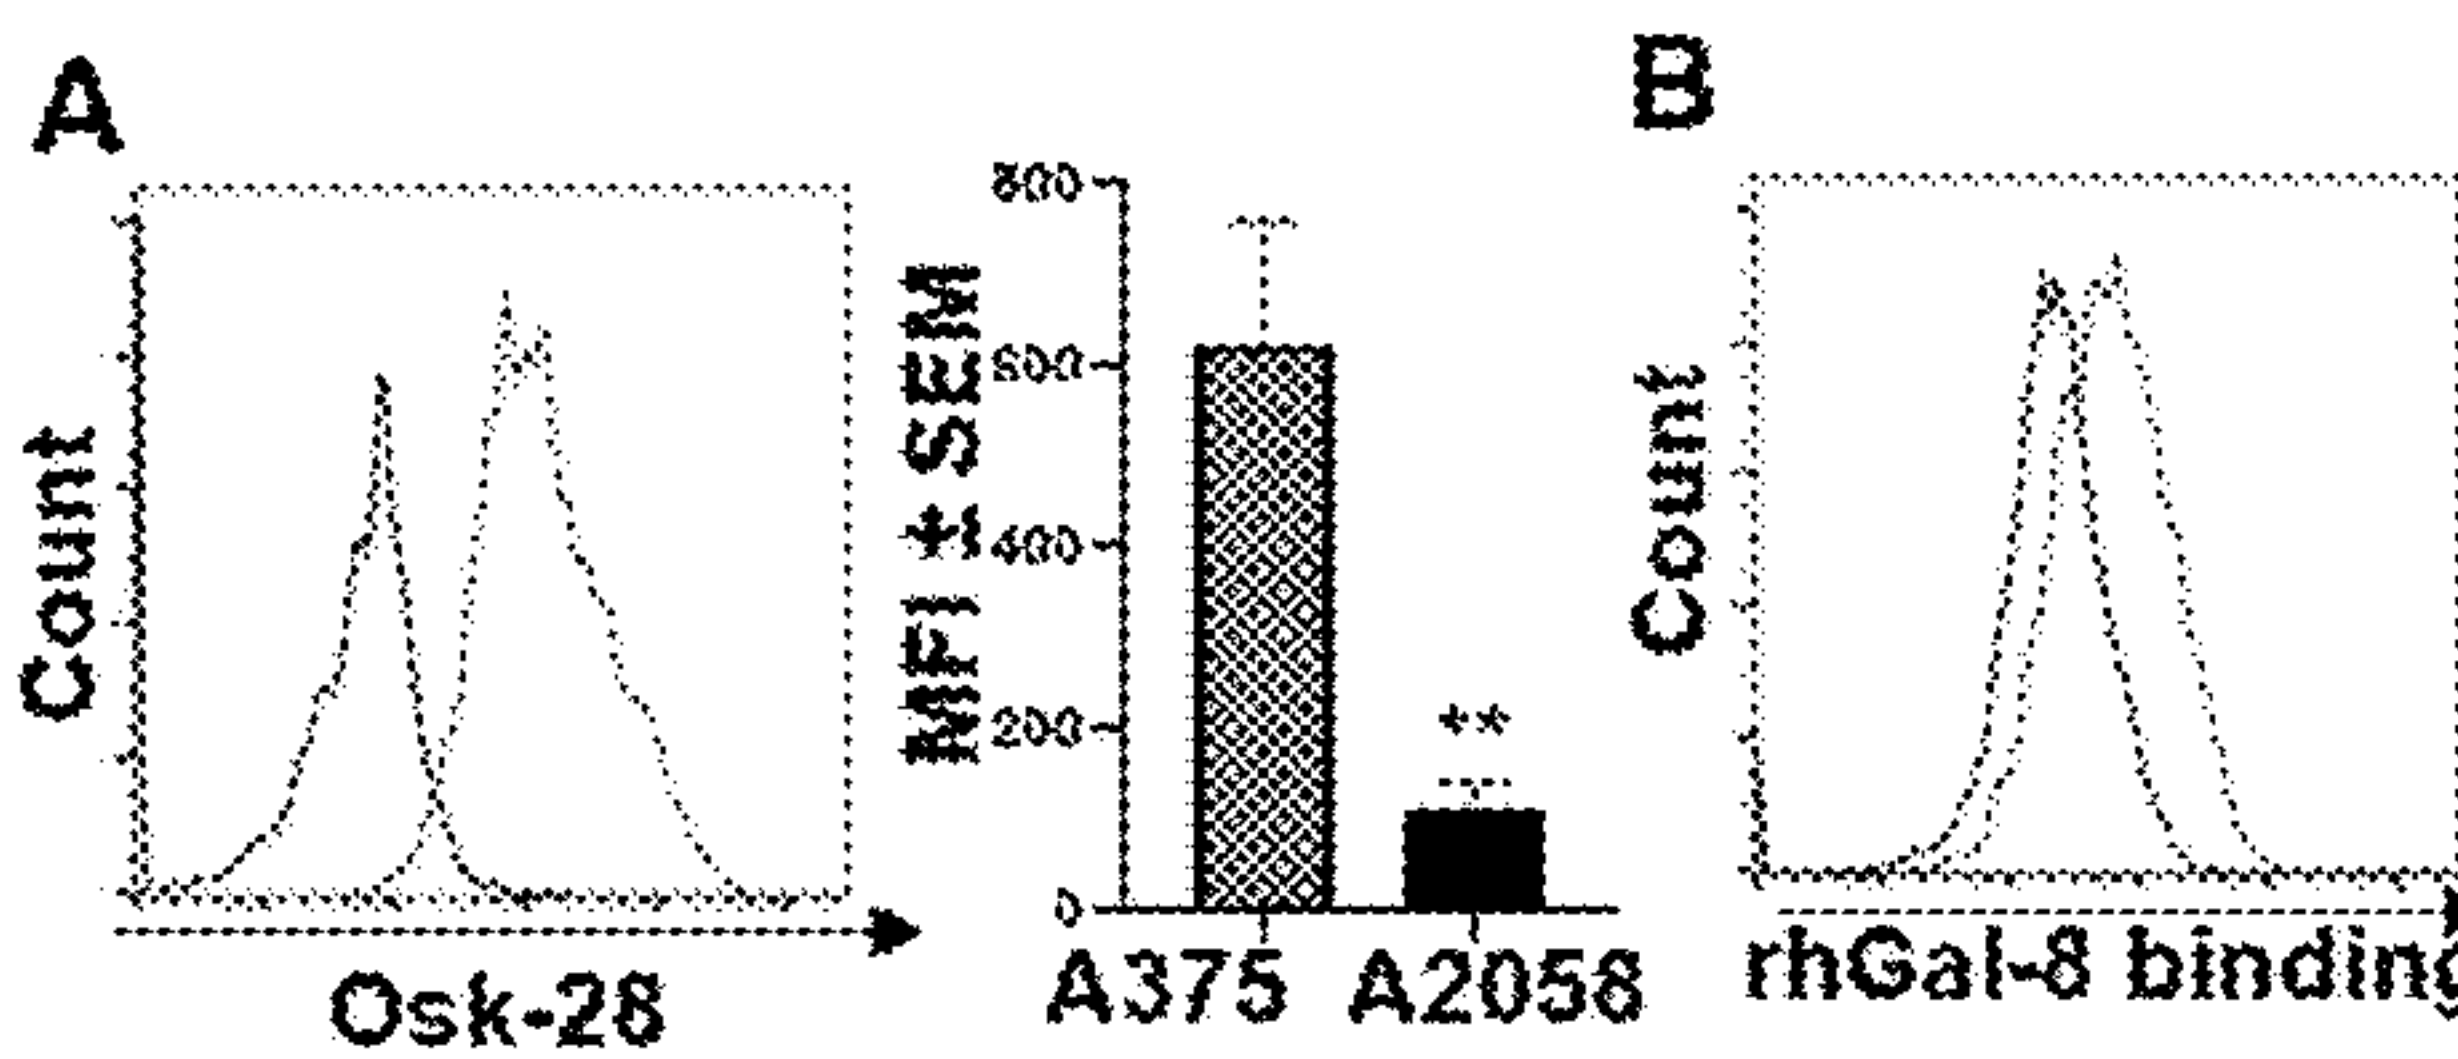 A
Count
Osk-28
MFI ± SEM
800
600
400
200
0
**
A375 A2058
B
Count
rhGal-8 binding